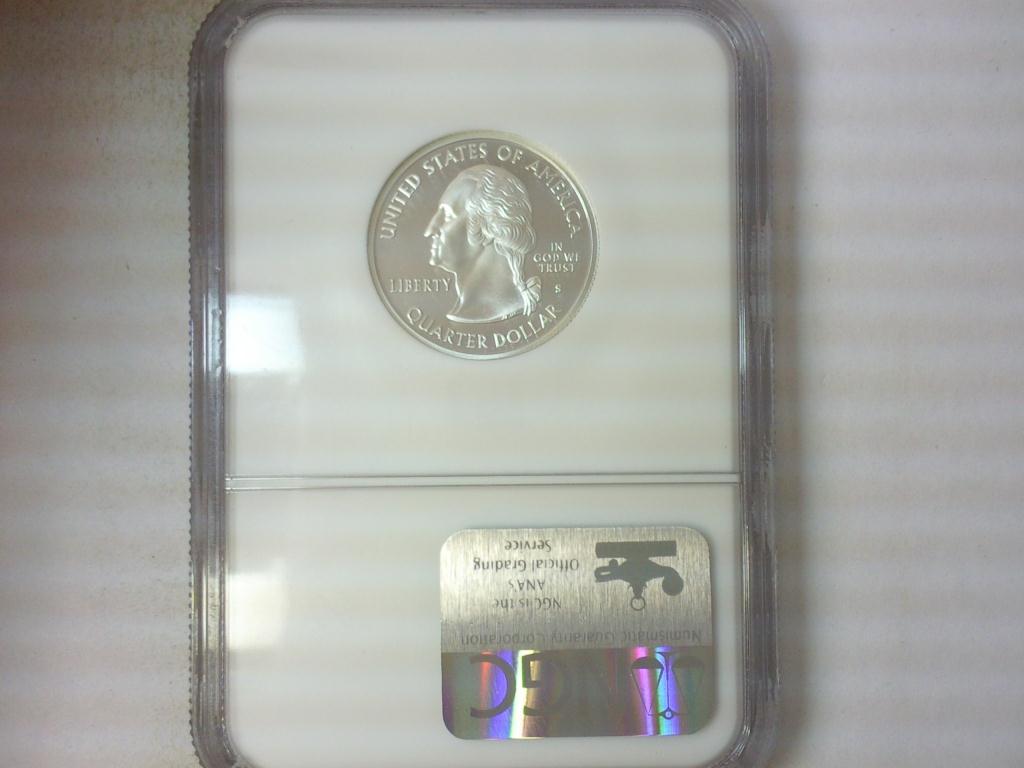 UNITED STATES OF AMERICA
IN
GOD WE
TRUST
LIBERTY
S
QUARTER DOLLAR
NGC
Numismatic Guaranty Corporation
NGC is the
ANA's
Official Grading
Service